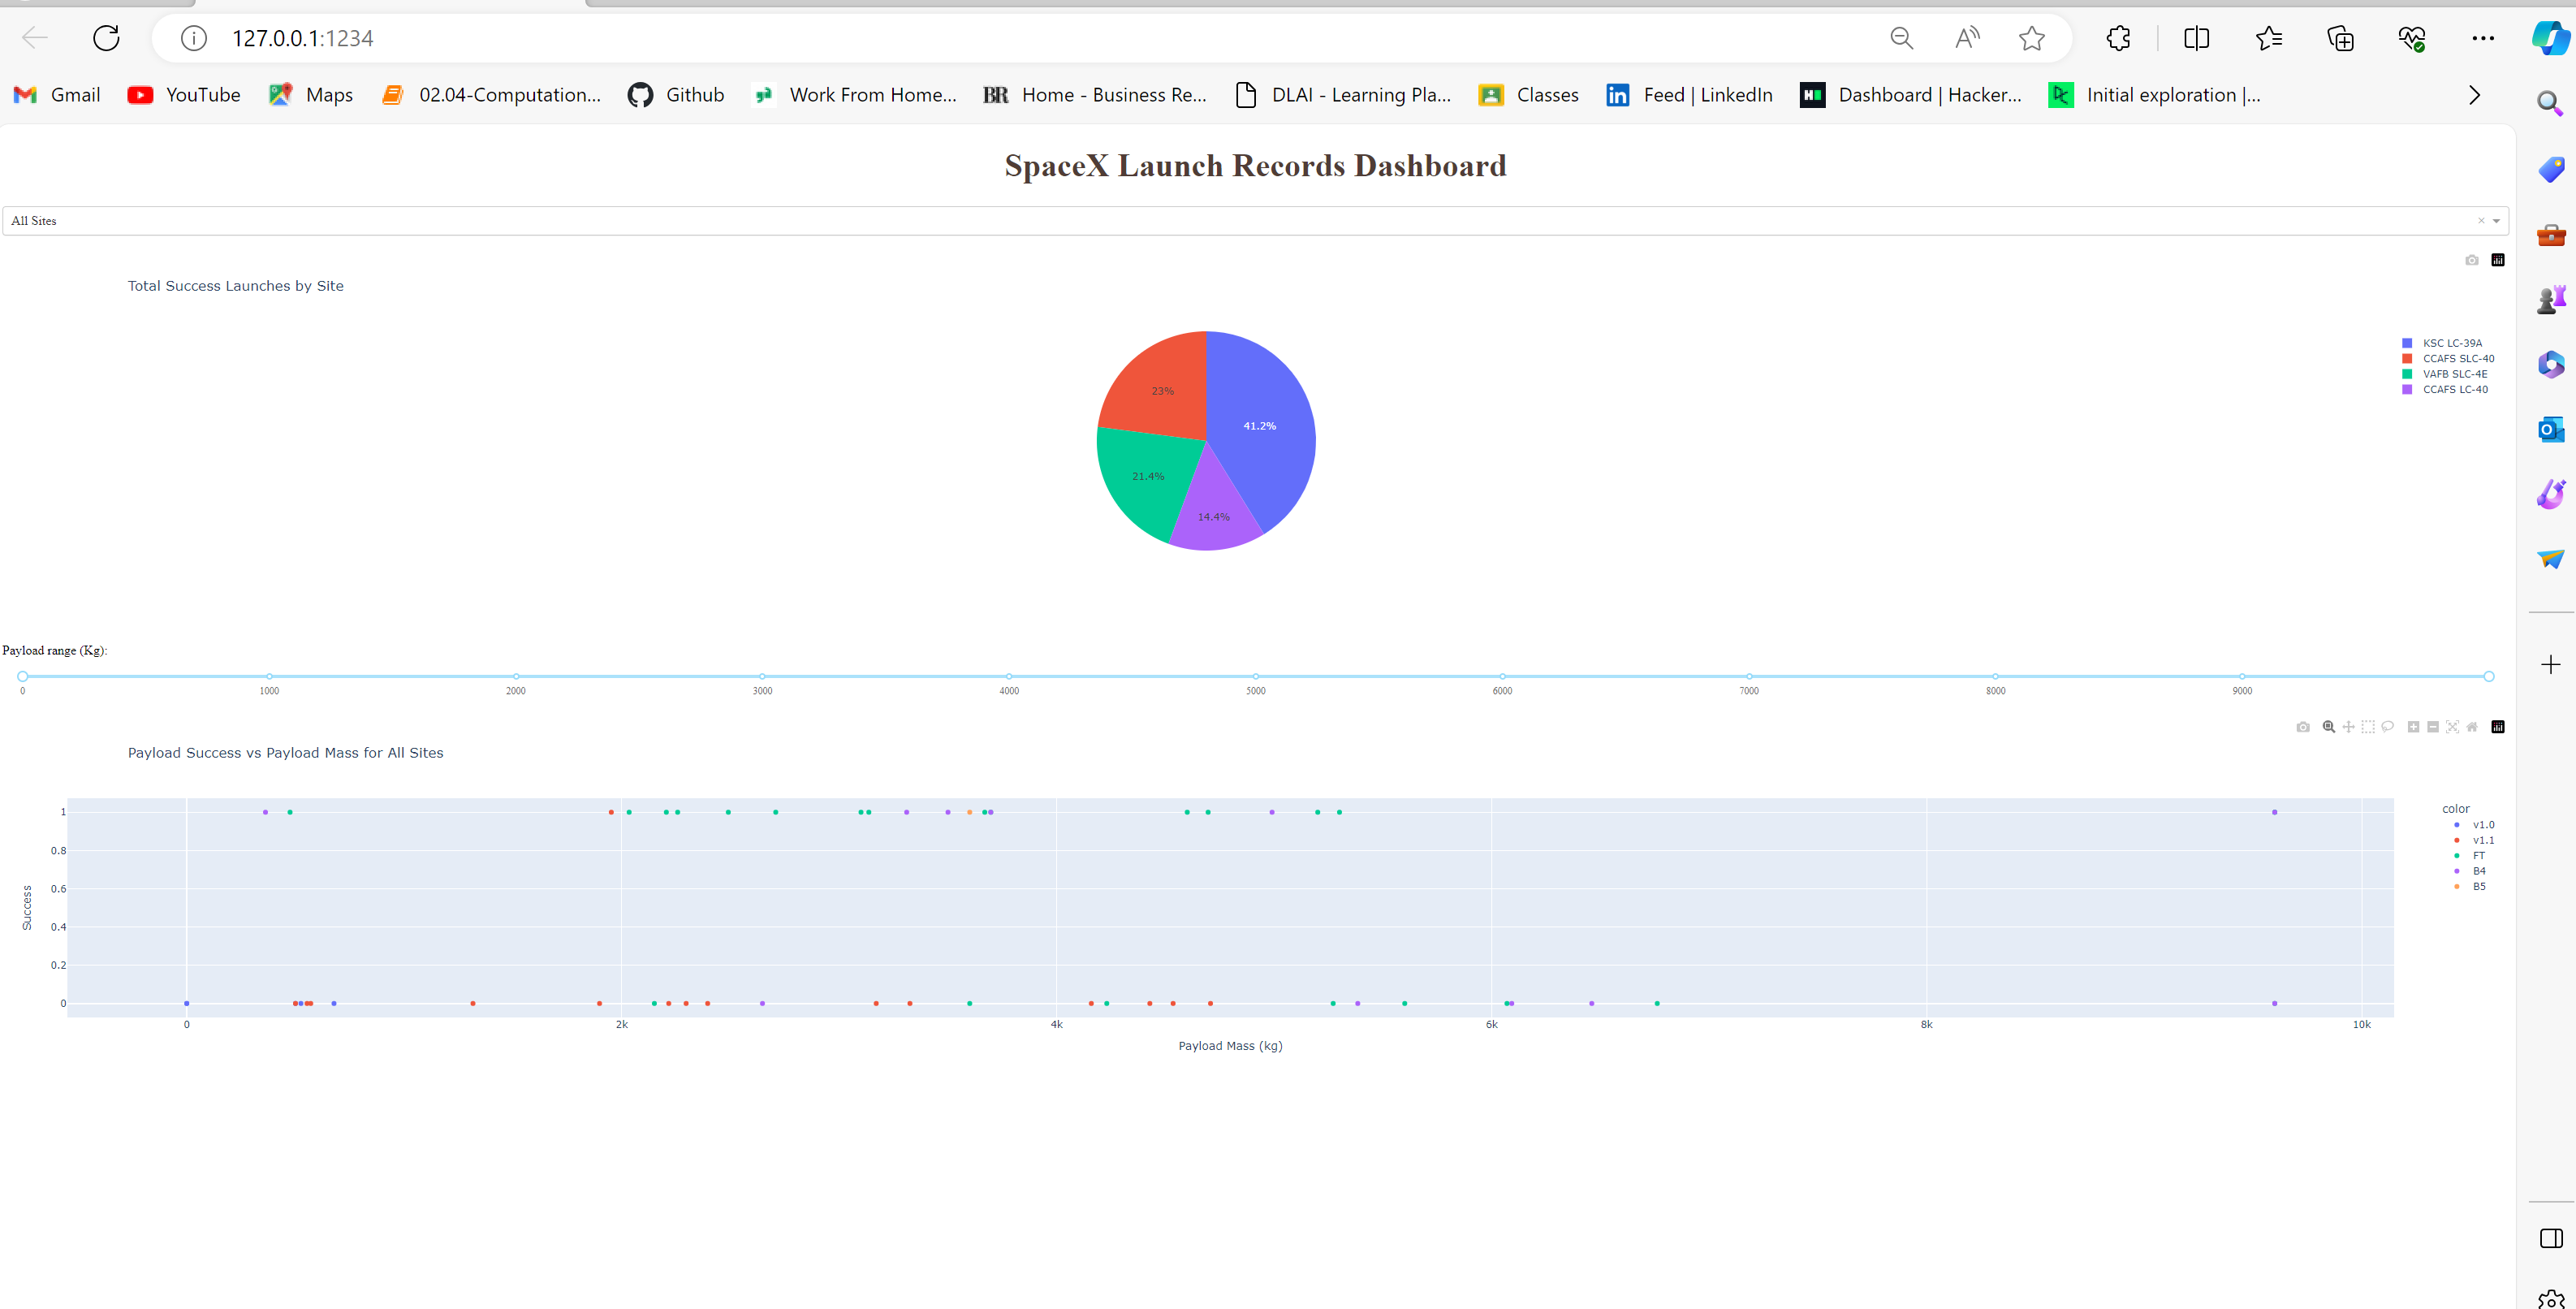 127.0.0.1:1234
Gmail YouTube Maps 02.04-Computation... Github Work From Home... BR Home - Business Re... DLAI - Learning Pla... Classes Feed | LinkedIn Dashboard | Hacker... Initial exploration |...
SpaceX Launch Records Dashboard
All Sites
Total Success Launches by Site
KSC LC-39A
CCAFS SLC-40
VAFB SLC-4E
CCAFS LC-40
23%
41.2%
21.4%
14.4%
Payload range (Kg):
0 1000 2000 3000 4000 5000 6000 7000 8000 9000
Payload Success vs Payload Mass for All Sites
color
v1.0
v1.1
FT
B4
B5
Success
1
0.8
0.6
0.4
0.2
0
0 2k 4k 6k 8k 10k
Payload Mass (kg)